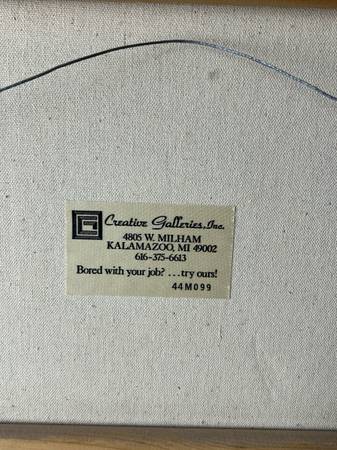 Creative Galleries, Inc.
4805 W. MILHAM
KALAMAZOO, MI 49002
616-375-6613
Bored with your job? ...try ours!
44M099